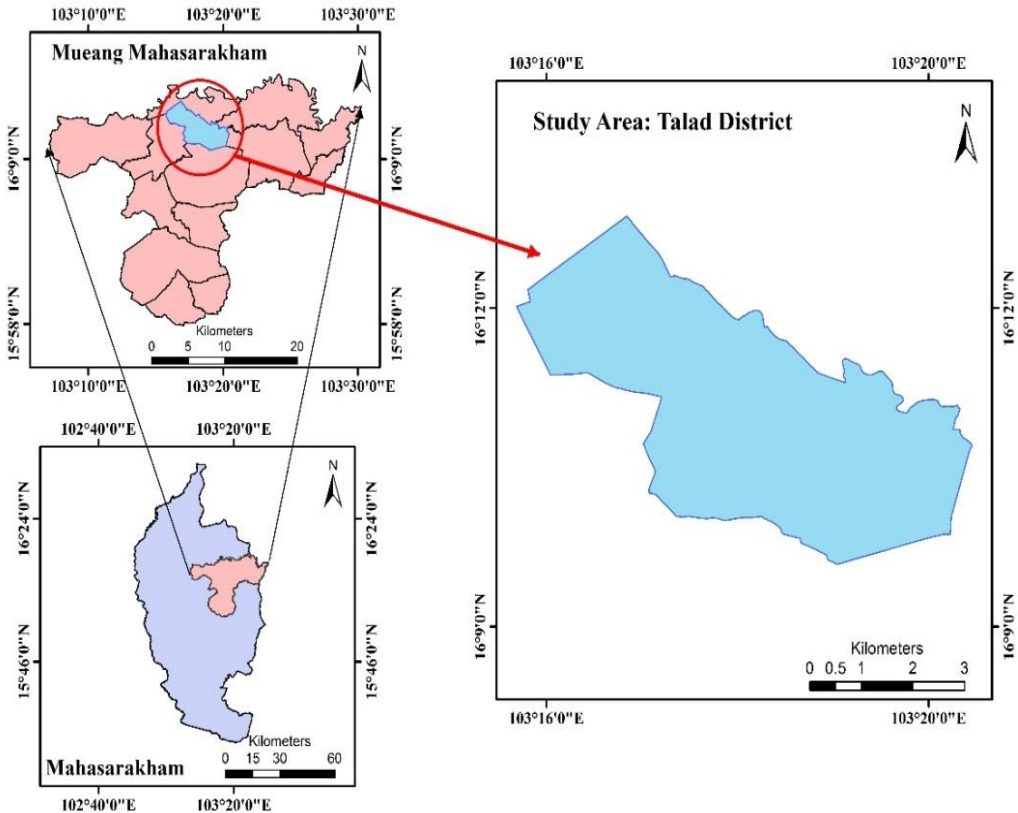 103°10'0"E 103°20'0"E 103°30'0"E
Mueang Mahasarakham
N
16°9'0"N 16°9'0"N
15°58'0"N 15°58'0"N
Kilometers
0 5 10 20
103°10'0"E 103°20'0"E 103°30'0"E
102°40'0"E 103°20'0"E
N
16°24'0"N 16°24'0"N
15°46'0"N 15°46'0"N
Kilometers
0 15 30 60
Mahasarakham
102°40'0"E 103°20'0"E
103°16'0"E 103°20'0"E
Study Area: Talad District
N
16°12'0"N 16°12'0"N
16°9'0"N 16°9'0"N
Kilometers
0 0.5 1 2 3
103°16'0"E 103°20'0"E